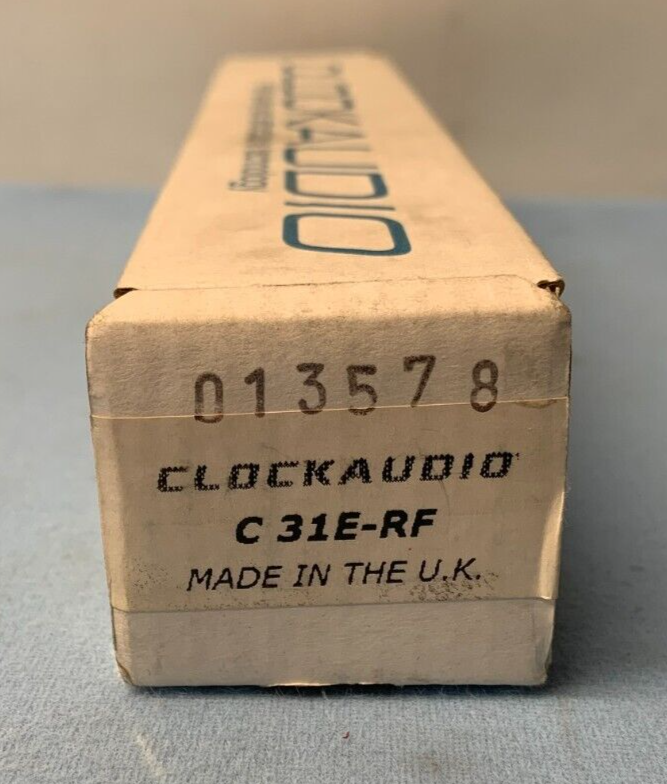 CLOCKAUDIO
013578
CLOCKAUDIO
C 31E-RF
MADE IN THE U.K.